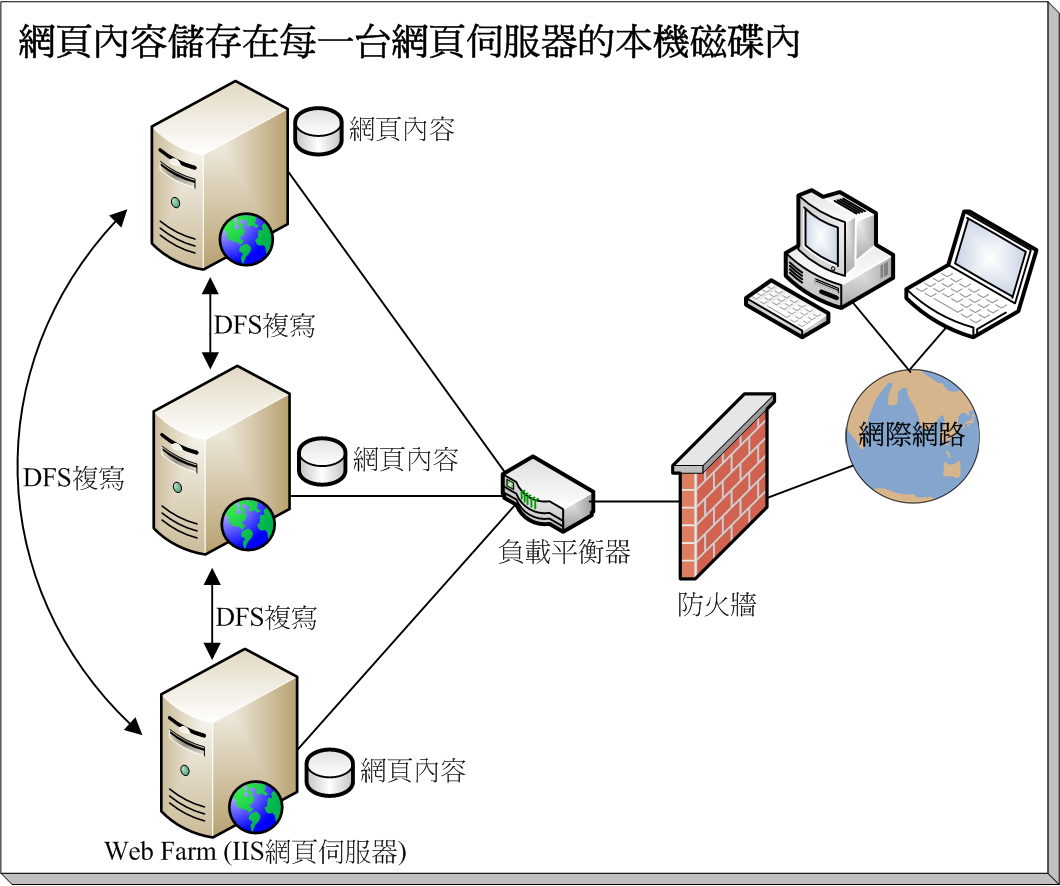 網頁內容儲存在每一台網頁伺服器的本機磁碟內
網頁內容
DFS複寫
網頁內容
DFS複寫
網際網路
負載平衡器
防火牆
DFS複寫
網頁內容
Web Farm (IIS網頁伺服器)